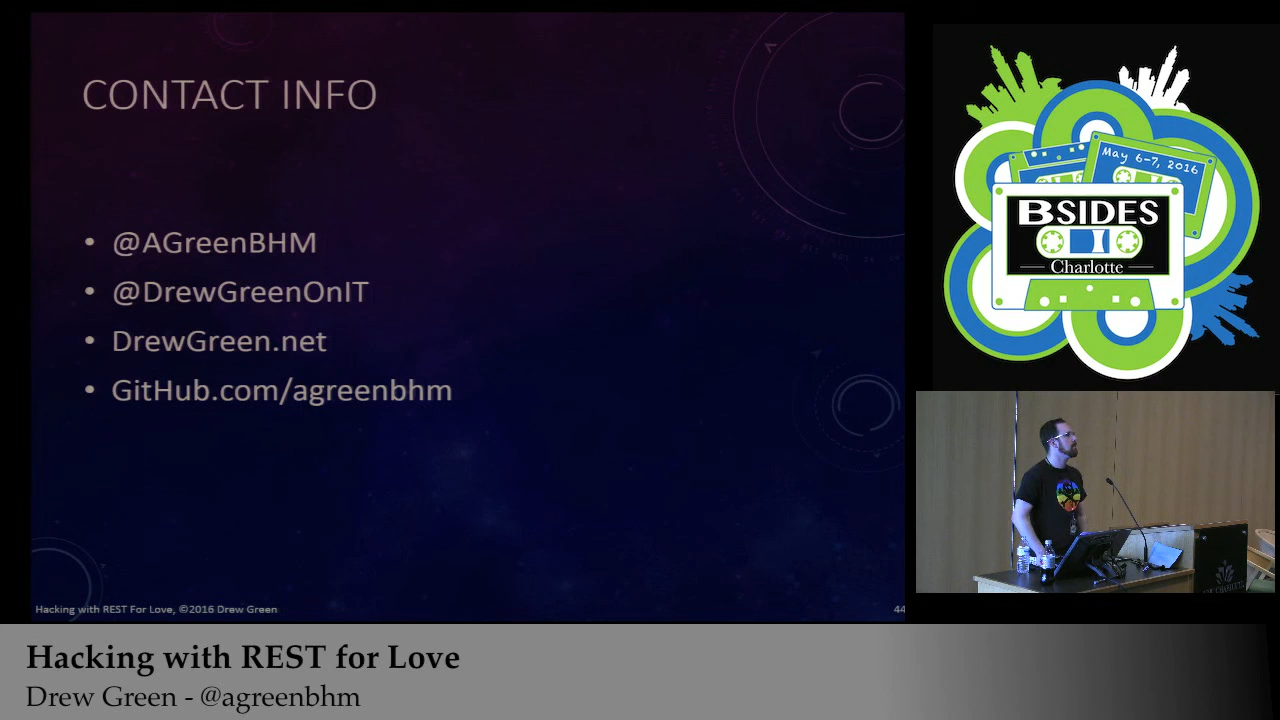 CONTACT INFO
• @AGreenBHM
• @DrewGreenOnIT
• DrewGreen.net
• GitHub.com/agreenbhm
Hacking with REST For Love, ©2016 Drew Green
44
May 6-7, 2016
BSIDES
Charlotte
Hacking with REST for Love
Drew Green - @agreenbhm